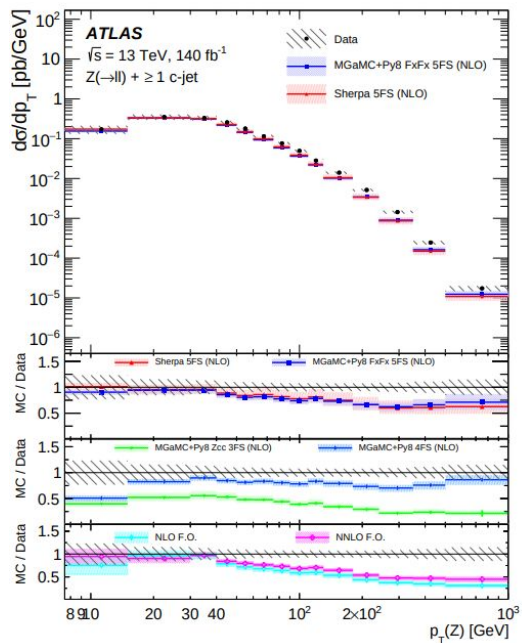 dσ/dp_T [pb/GeV]
10²
10
1
10⁻¹
10⁻²
10⁻³
10⁻⁴
10⁻⁵
10⁻⁶
ATLAS
√s = 13 TeV, 140 fb⁻¹
Z(→ll) + ≥ 1 c-jet
Data
MGaMC+Py8 FxFx 5FS (NLO)
Sherpa 5FS (NLO)
MC / Data
1.5
1
0.5
Sherpa 5FS (NLO)
MGaMC+Py8 FxFx 5FS (NLO)
MC / Data
1.5
1
0.5
MGaMC+Py8 Zcc 3FS (NLO)
MGaMC+Py8 4FS (NLO)
MC / Data
1.5
1
0.5
NLO F.O.
NNLO F.O.
8 9 10 20 30 40 10² 2×10² 10³
p_T(Z) [GeV]